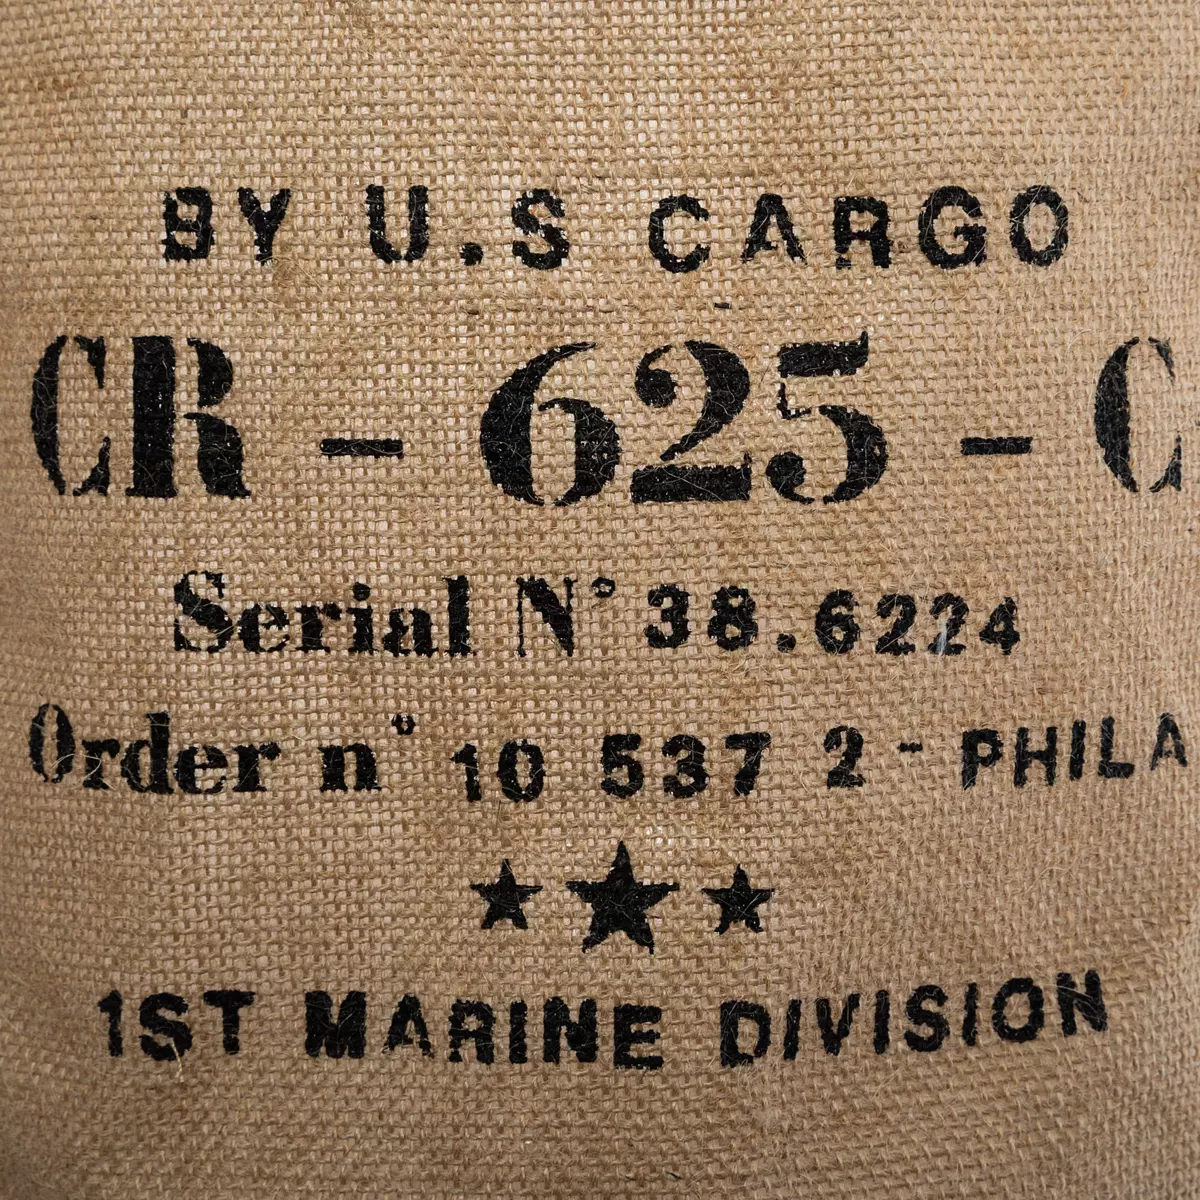 BY U.S CARGO
CR - 625 - C
Serial N° 38.6224
Order n° 10 537 2 - PHILA
1ST MARINE DIVISION